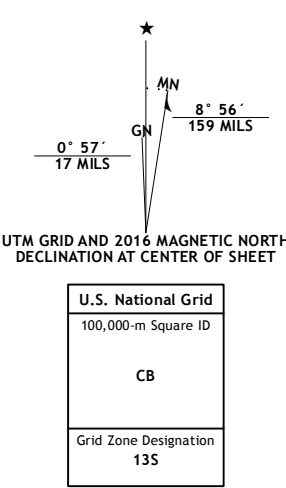 ★
MN
8° 56´
159 MILS
GN
0° 57´
17 MILS
UTM GRID AND 2016 MAGNETIC NORTH
DECLINATION AT CENTER OF SHEET
U.S. National Grid
100,000-m Square ID
CB
Grid Zone Designation
13S